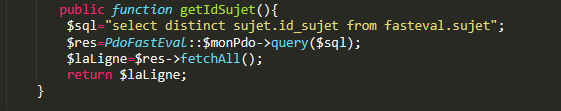 public function getIdSujet(){
$sql="select distinct sujet.id_sujet from fasteval.sujet";
$res=PdoFastEval::$monPdo->query($sql);
$laLigne=$res->fetchAll();
return $laLigne;
}